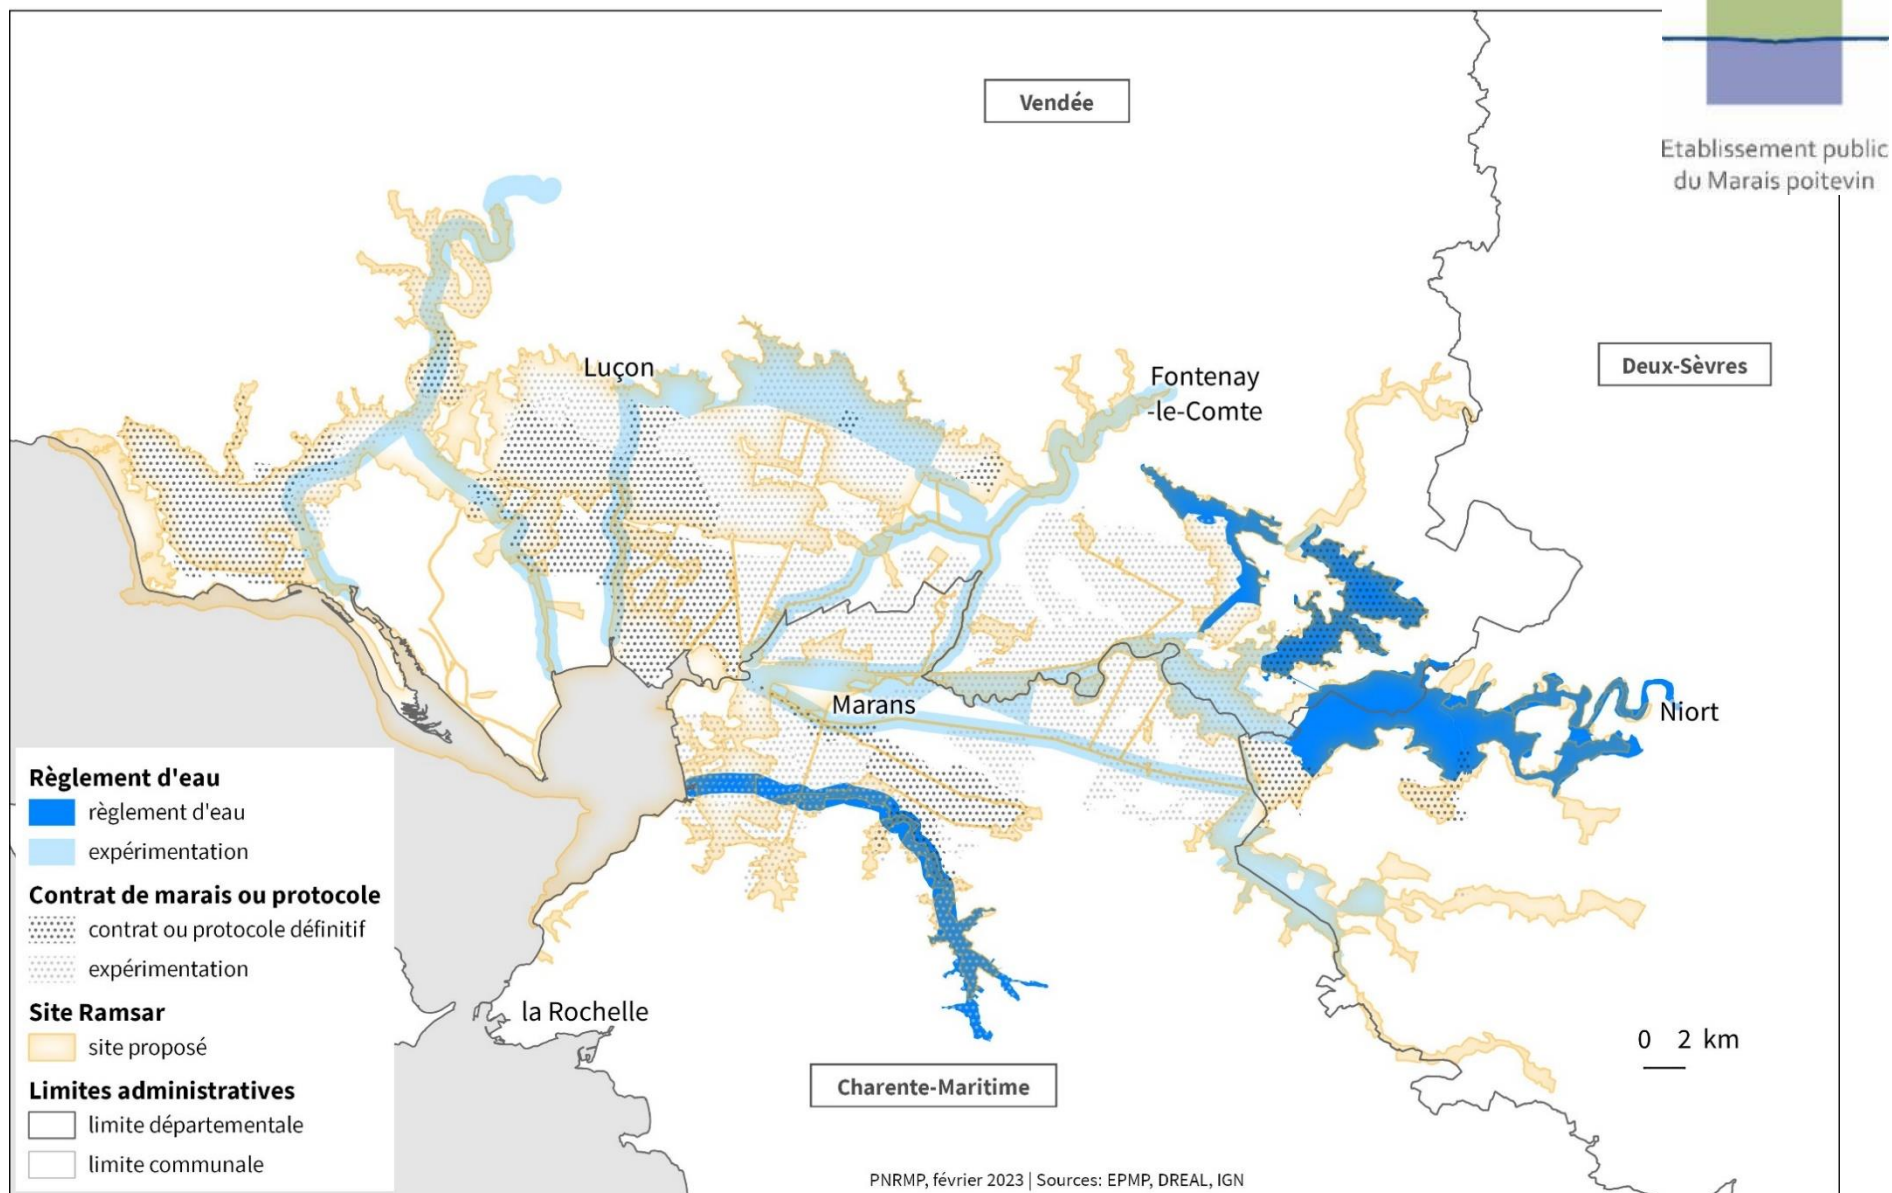 Etablissement public
du Marais poitevin
Vendée
Deux-Sèvres
Luçon
Fontenay
-le-Comte
Marans
Niort
la Rochelle
Charente-Maritime
0 2 km
Règlement d'eau
règlement d'eau
expérimentation
Contrat de marais ou protocole
contrat ou protocole définitif
expérimentation
Site Ramsar
site proposé
Limites administratives
limite départementale
limite communale
PNRMP, février 2023 | Sources: EPMP, DREAL, IGN